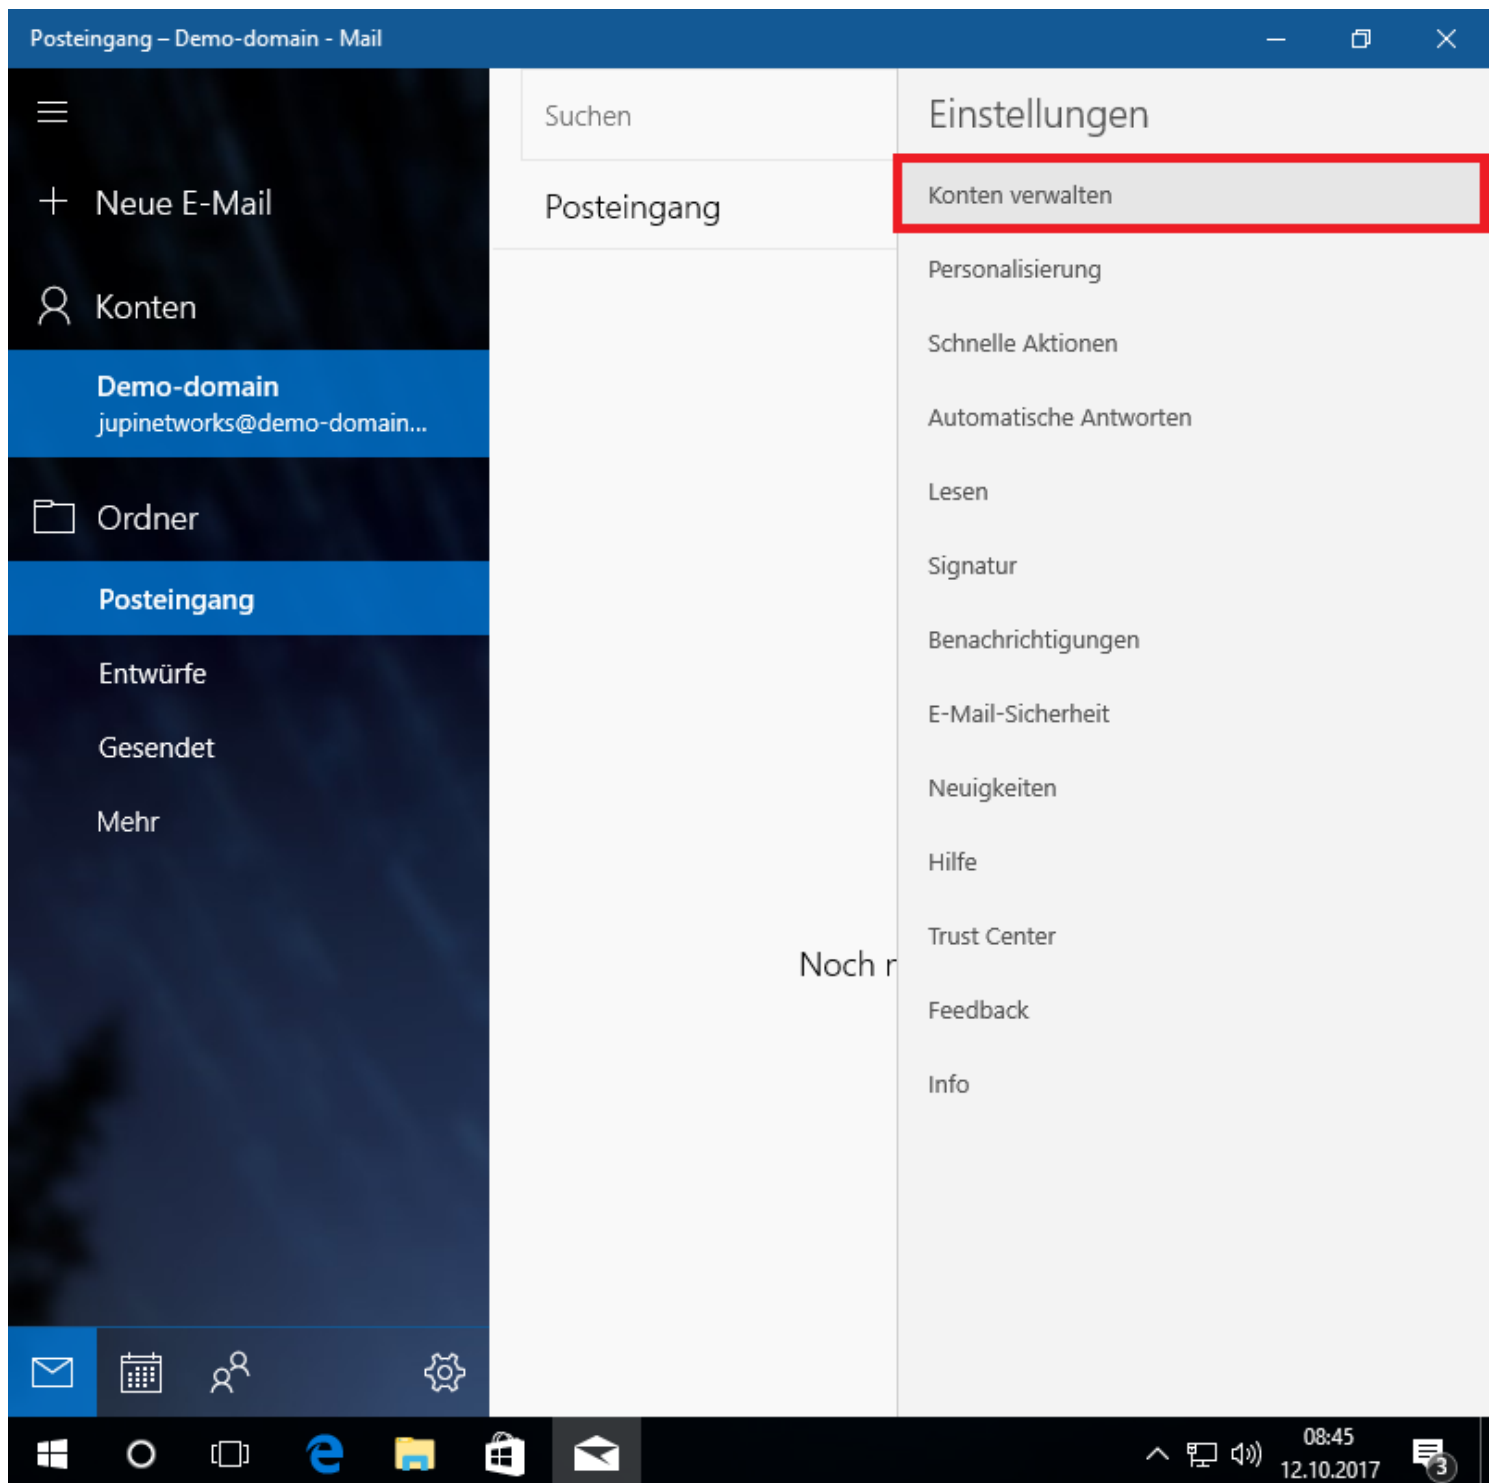 Posteingang – Demo-domain - Mail
Neue E-Mail
Konten
Demo-domain
jupinetworks@demo-domain...
Ordner
Posteingang
Entwürfe
Gesendet
Mehr
Suchen
Posteingang
Noch
Einstellungen
Konten verwalten
Personalisierung
Schnelle Aktionen
Automatische Antworten
Lesen
Signatur
Benachrichtigungen
E-Mail-Sicherheit
Neuigkeiten
Hilfe
Trust Center
Feedback
Info
08:45
12.10.2017
3